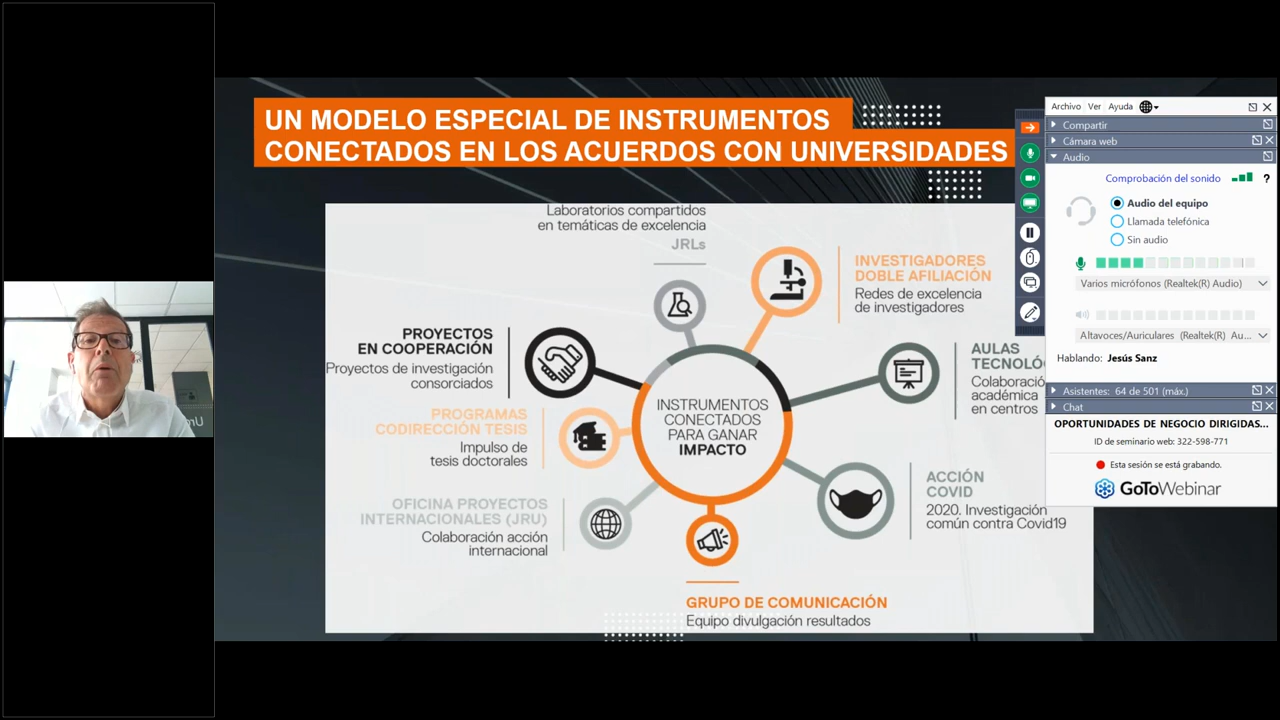 UN MODELO ESPECIAL DE INSTRUMENTOS
CONECTADOS EN LOS ACUERDOS CON UNIVERSIDADES
Laboratorios compartidos
en temáticas de excelencia
JRLs
INVESTIGADORES
DOBLE AFILIACIÓN
Redes de excelencia
de investigadores
PROYECTOS
EN COOPERACIÓN
Proyectos de investigación
consorciados
AULAS
TECNOLÓG
Colaboració
académica
en centros
PROGRAMAS
CODIRECCIÓN TESIS
Impulso de
tesis doctorales
INSTRUMENTOS
CONECTADOS
PARA GANAR
IMPACTO
ACCIÓN
COVID
2020. Investigación
común contra Covid19
OFICINA PROYECTOS
INTERNACIONALES (JRU)
Colaboración acción
internacional
GRUPO DE COMUNICACIÓN
Equipo divulgación resultados
Archivo Ver Ayuda
Compartir
Cámara web
Audio
Comprobación del sonido ?
Audio del equipo
Llamada telefónica
Sin audio
Varios micrófonos (Realtek(R) Audio)
Altavoces/Auriculares (Realtek(R) Au...
Hablando: Jesús Sanz
Asistentes: 64 de 501 (máx.)
Chat
OPORTUNIDADES DE NEGOCIO DIRIGIDAS...
ID de seminario web: 322-598-771
Esta sesión se está grabando.
GoToWebinar